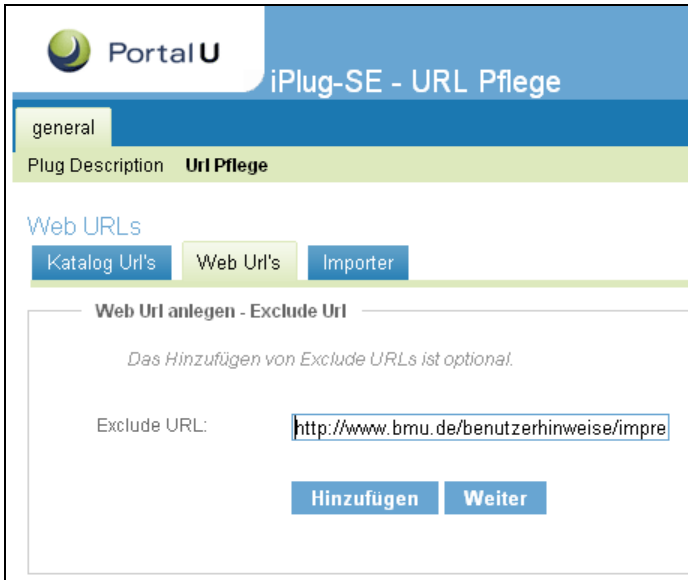 Portal U
iPlug-SE - URL Pflege
general
Plug Description Url Pflege
Web URLs
Katalog Url's Web Url's Importer
Web Url anlegen - Exclude Url
Das Hinzufügen von Exclude URLs ist optional.
Exclude URL: http://www.bmu.de/benutzerhinweise/impre
Hinzufügen Weiter